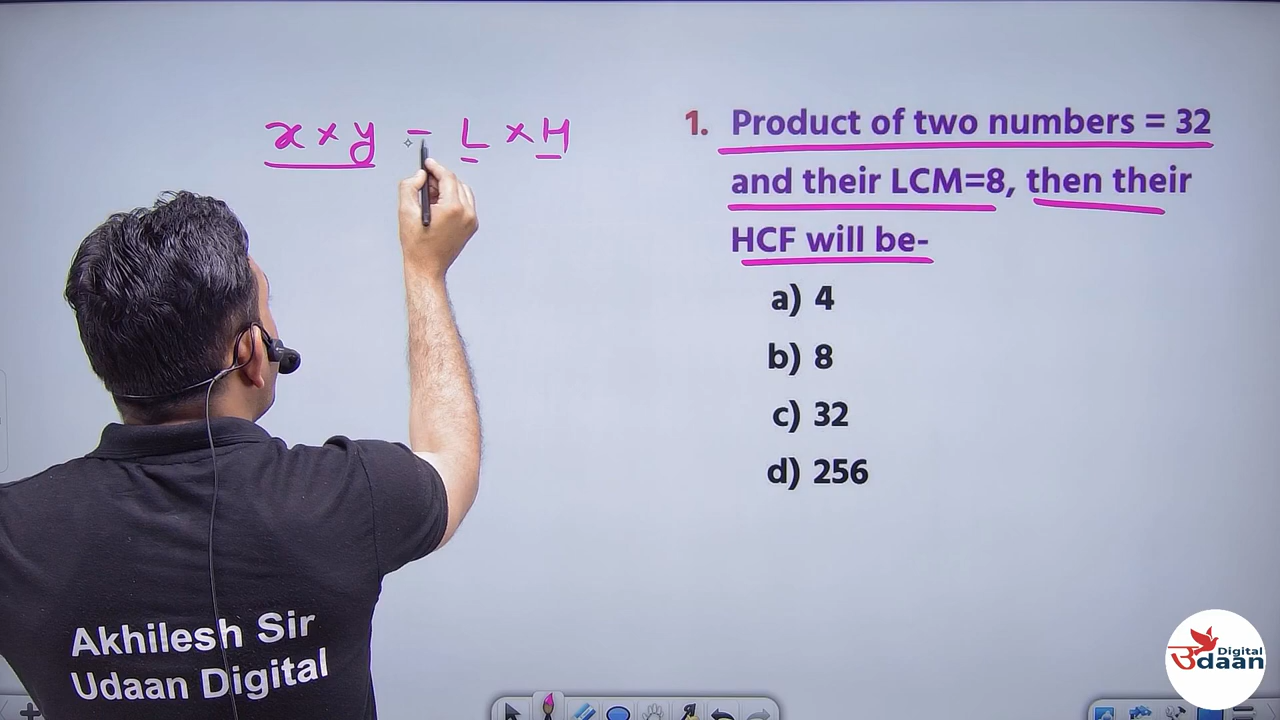 x × y = L × H
1. Product of two numbers = 32
and their LCM=8, then their
HCF will be-
a) 4
b) 8
c) 32
d) 256
Akhilesh Sir
Udaan Digital
Digital
उdaan